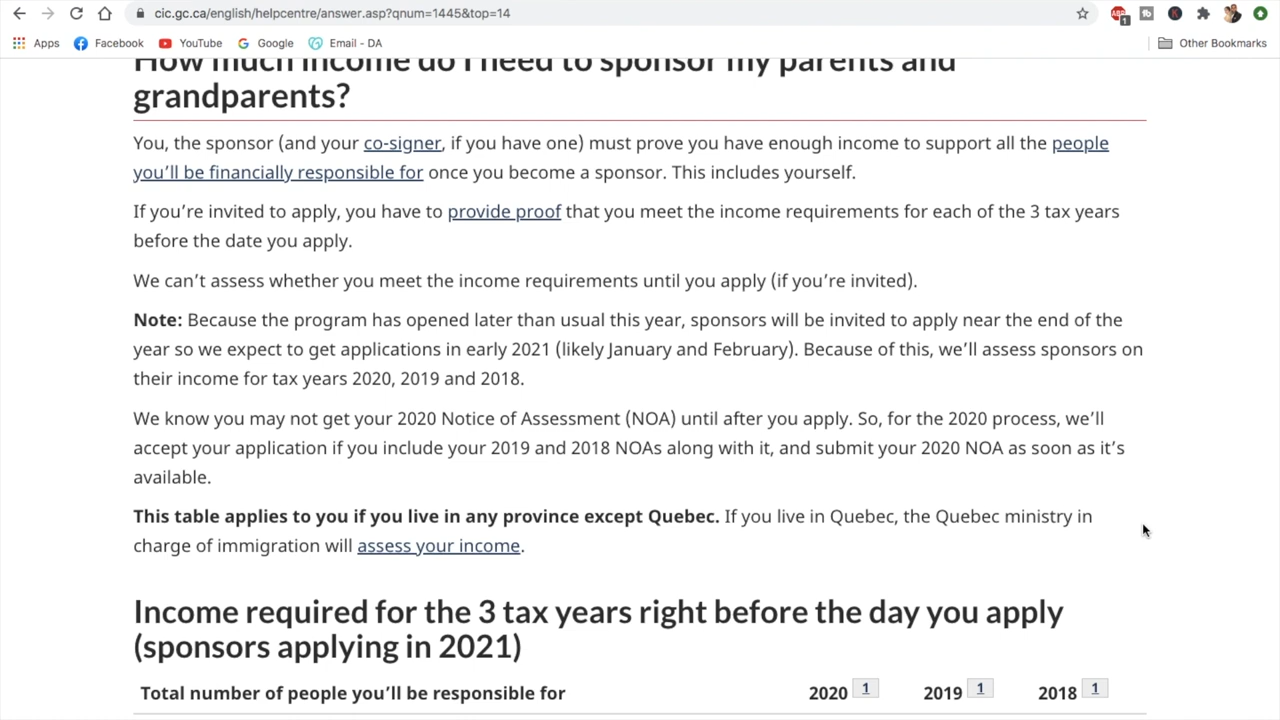 cic.gc.ca/english/helpcentre/answer.asp?qnum=1445&top=14
ABP
1
K
Apps Facebook YouTube Google Email - DA Other Bookmarks
How much income do I need to sponsor my parents and
grandparents?
You, the sponsor (and your co-signer, if you have one) must prove you have enough income to support all the people
you’ll be financially responsible for once you become a sponsor. This includes yourself.
If you’re invited to apply, you have to provide proof that you meet the income requirements for each of the 3 tax years
before the date you apply.
We can’t assess whether you meet the income requirements until you apply (if you’re invited).
Note: Because the program has opened later than usual this year, sponsors will be invited to apply near the end of the
year so we expect to get applications in early 2021 (likely January and February). Because of this, we’ll assess sponsors on
their income for tax years 2020, 2019 and 2018.
We know you may not get your 2020 Notice of Assessment (NOA) until after you apply. So, for the 2020 process, we’ll
accept your application if you include your 2019 and 2018 NOAs along with it, and submit your 2020 NOA as soon as it’s
available.
This table applies to you if you live in any province except Quebec. If you live in Quebec, the Quebec ministry in
charge of immigration will assess your income.
Income required for the 3 tax years right before the day you apply
(sponsors applying in 2021)
Total number of people you’ll be responsible for 2020 1 2019 1 2018 1